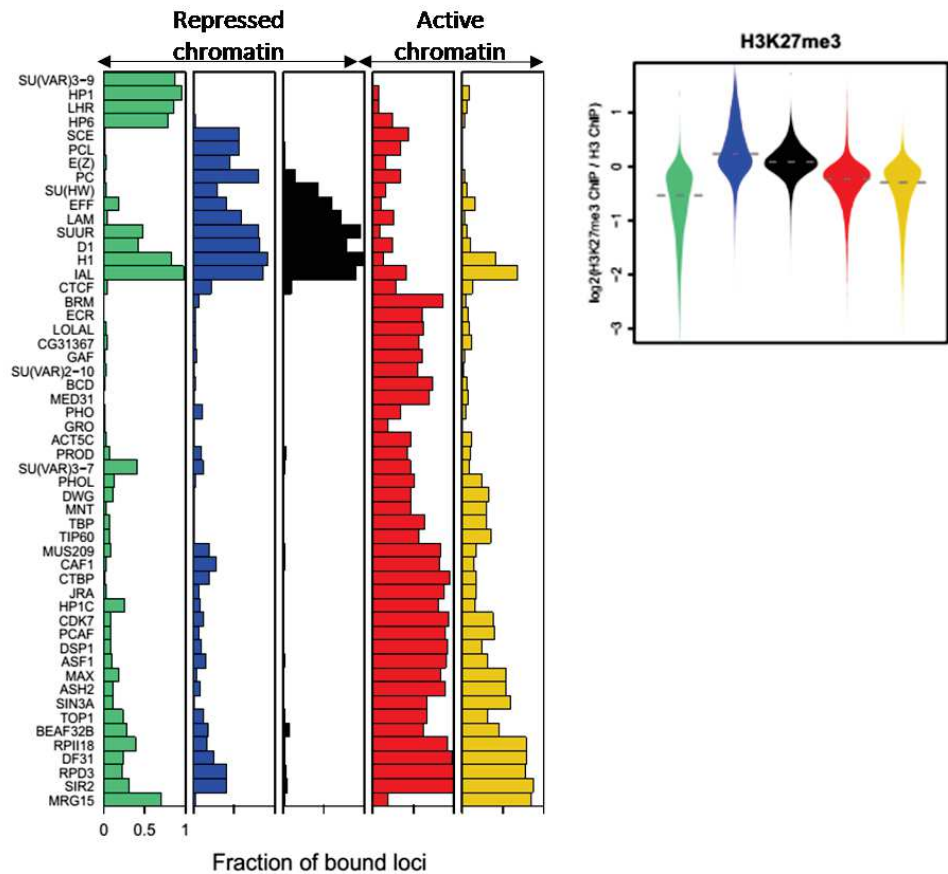 Repressed
chromatin
Active
chromatin
SU(VAR)3-9
HP1
LHR
HP6
SCE
PCL
E(Z)
PC
SU(HW)
EFF
LAM
SUUR
D1
H1
IAL
CTCF
BRM
ECR
LOLAL
CG31367
GAF
SU(VAR)2-10
BCD
MED31
PHO
GRO
ACT5C
PROD
SU(VAR)3-7
PHOL
DWG
MNT
TBP
TIP60
MUS209
CAF1
CTBP
JRA
HP1C
CDK7
PCAF
DSP1
ASF1
MAX
ASH2
SIN3A
TOP1
BEAF32B
RPII18
DF31
RPD3
SIR2
MRG15
0 0.5 1
Fraction of bound loci
H3K27me3
log2(H3K27me3 ChIP / H3 ChIP)
1
0
-1
-2
-3